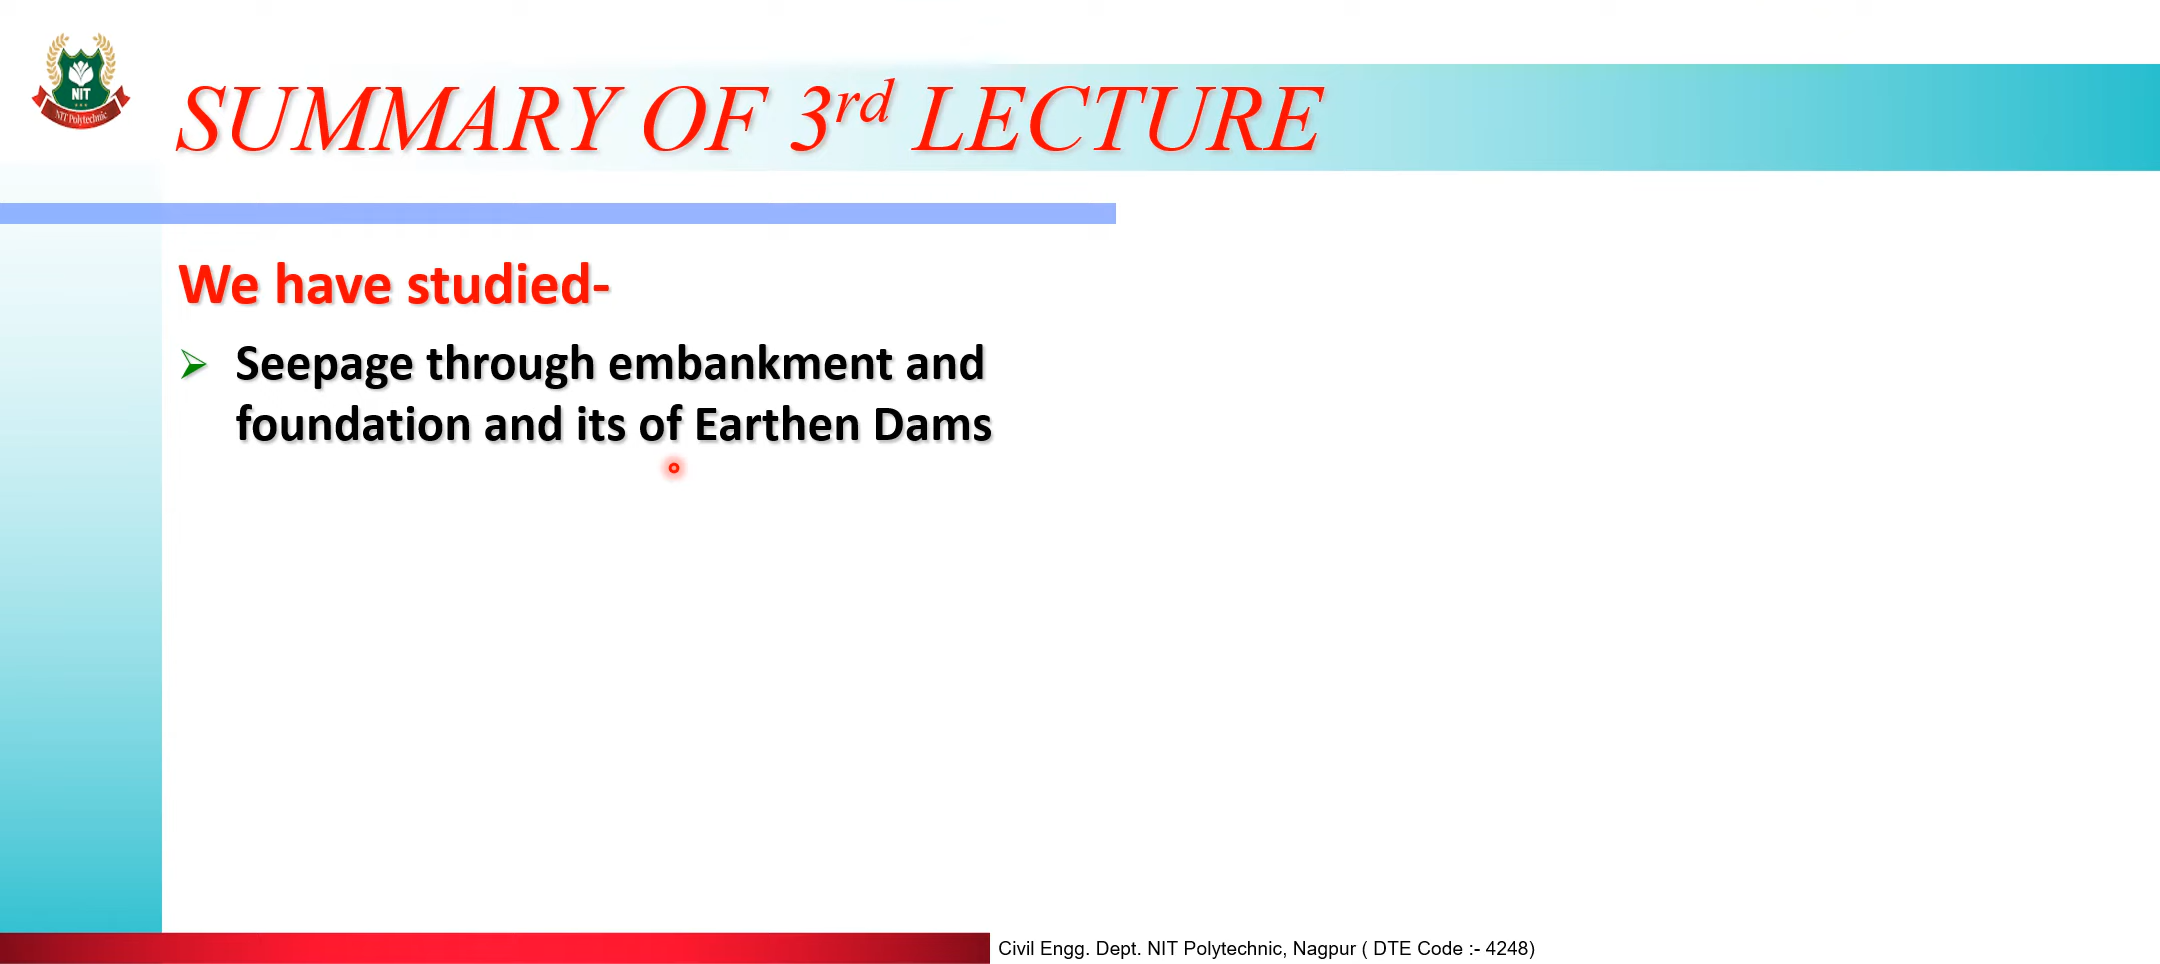 NIT
NIT Polytechnic
SUMMARY OF 3rd LECTURE
We have studied-
Seepage through embankment and
foundation and its of Earthen Dams
Civil Engg. Dept. NIT Polytechnic, Nagpur ( DTE Code :- 4248)